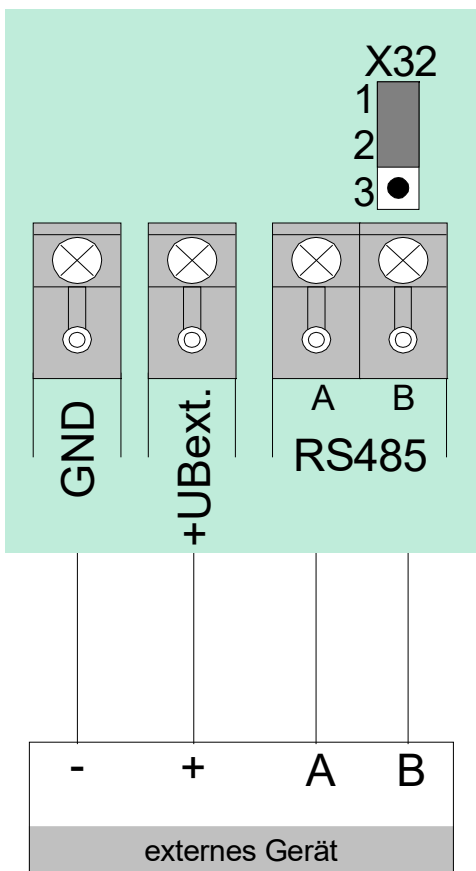 X32
1
2
3
A B
GND
+UBext.
RS485
- + A B
externes Gerät